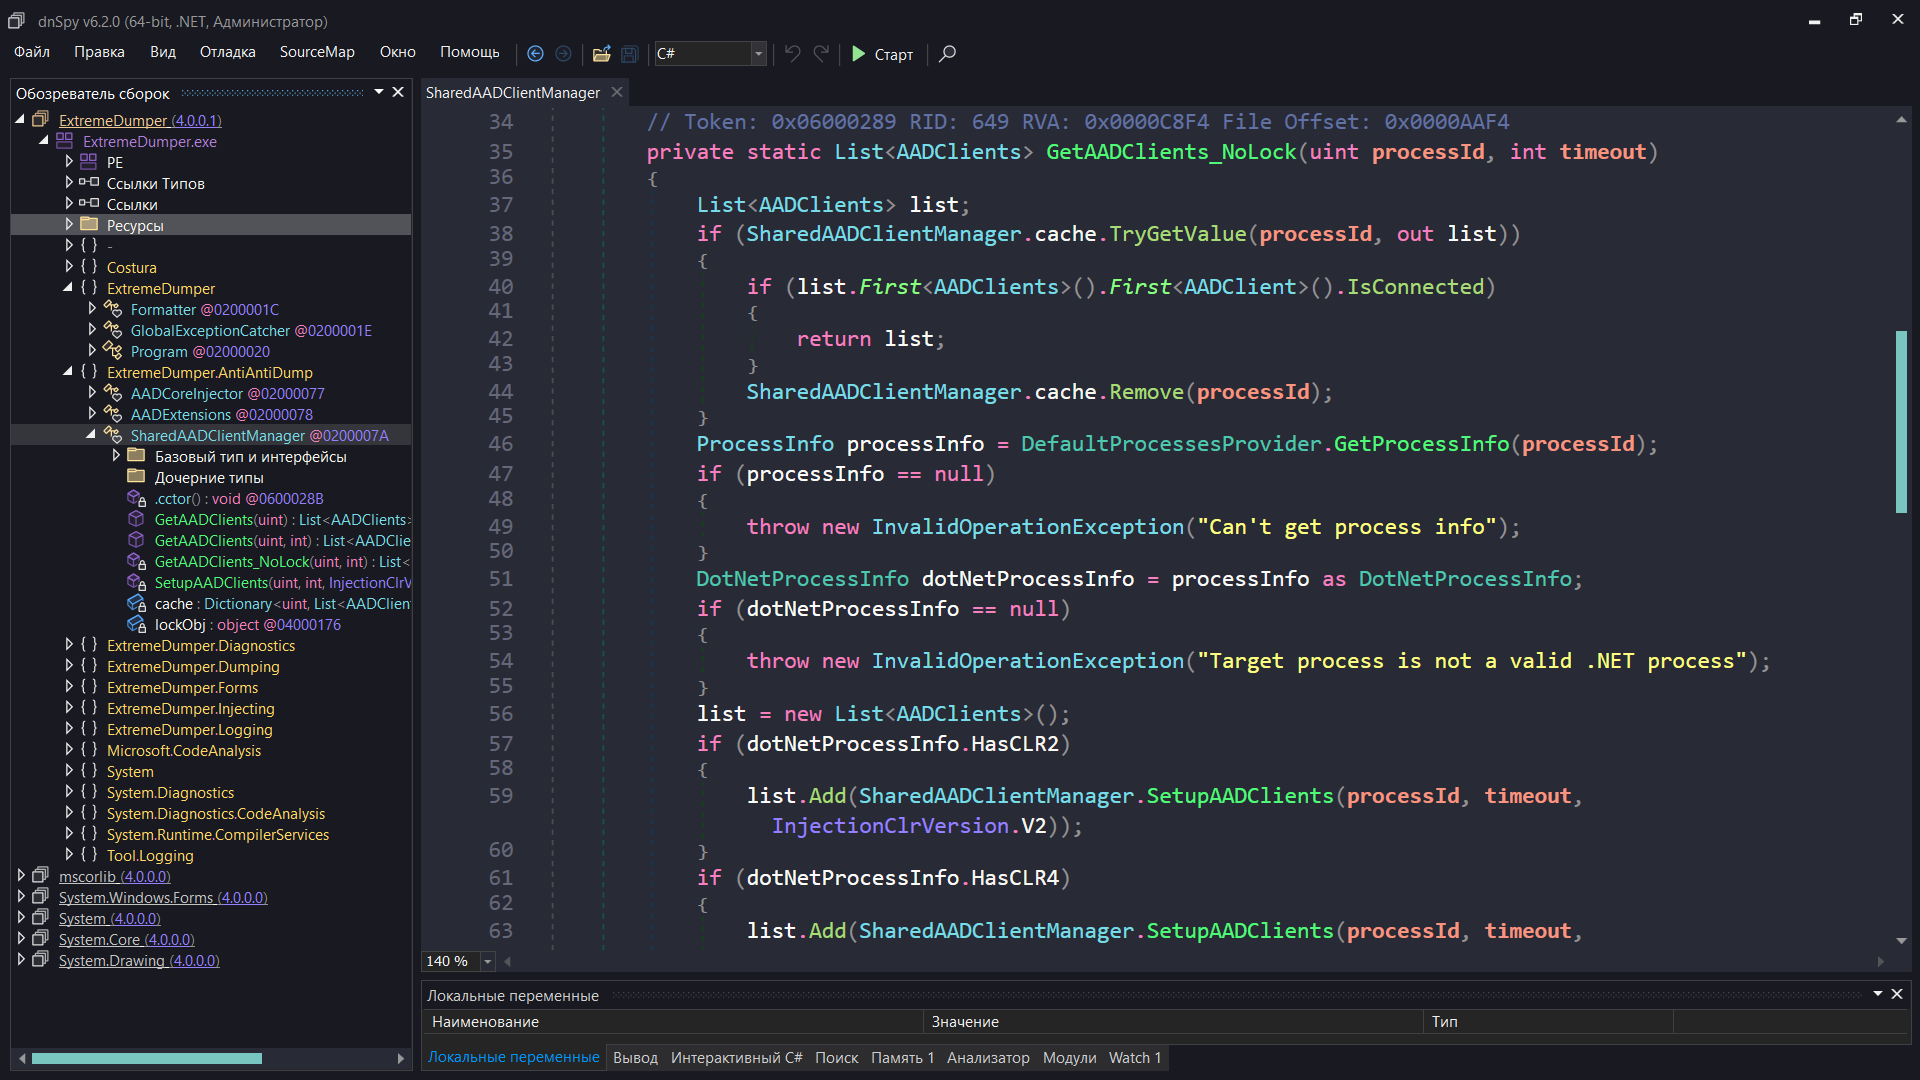 dnSpy v6.2.0 (64-bit, .NET, Администратор)
Файл Правка Вид Отладка SourceMap Окно Помощь C# Старт
Обозреватель сборок
ExtremeDumper (4.0.0.1)
ExtremeDumper.exe
PE
Ссылки Типов
Ссылки
Ресурсы
{ } -
{ } Costura
{ } ExtremeDumper
Formatter @0200001C
GlobalExceptionCatcher @0200001E
Program @02000020
{ } ExtremeDumper.AntiAntiDump
AADCoreInjector @02000077
AADExtensions @02000078
SharedAADClientManager @0200007A
Базовый тип и интерфейсы
Дочерние типы
.cctor() : void @0600028B
GetAADClients(uint) : List<AADClients>
GetAADClients(uint, int) : List<AADClie
GetAADClients_NoLock(uint, int) : List<
SetupAADClients(uint, int, InjectionClrV
cache : Dictionary<uint, List<AADClien
lockObj : object @04000176
{ } ExtremeDumper.Diagnostics
{ } ExtremeDumper.Dumping
{ } ExtremeDumper.Forms
{ } ExtremeDumper.Injecting
{ } ExtremeDumper.Logging
{ } Microsoft.CodeAnalysis
{ } System
{ } System.Diagnostics
{ } System.Diagnostics.CodeAnalysis
{ } System.Runtime.CompilerServices
{ } Tool.Logging
mscorlib (4.0.0.0)
System.Windows.Forms (4.0.0.0)
System (4.0.0.0)
System.Core (4.0.0.0)
System.Drawing (4.0.0.0)
SharedAADClientManager
34 // Token: 0x06000289 RID: 649 RVA: 0x0000C8F4 File Offset: 0x0000AAF4
35 private static List<AADClients> GetAADClients_NoLock(uint processId, int timeout)
36 {
37 List<AADClients> list;
38 if (SharedAADClientManager.cache.TryGetValue(processId, out list))
39 {
40 if (list.First<AADClients>().First<AADClient>().IsConnected)
41 {
42 return list;
43 }
44 SharedAADClientManager.cache.Remove(processId);
45 }
46 ProcessInfo processInfo = DefaultProcessesProvider.GetProcessInfo(processId);
47 if (processInfo == null)
48 {
49 throw new InvalidOperationException("Can't get process info");
50 }
51 DotNetProcessInfo dotNetProcessInfo = processInfo as DotNetProcessInfo;
52 if (dotNetProcessInfo == null)
53 {
54 throw new InvalidOperationException("Target process is not a valid .NET process");
55 }
56 list = new List<AADClients>();
57 if (dotNetProcessInfo.HasCLR2)
58 {
59 list.Add(SharedAADClientManager.SetupAADClients(processId, timeout,
InjectionClrVersion.V2));
60 }
61 if (dotNetProcessInfo.HasCLR4)
62 {
63 list.Add(SharedAADClientManager.SetupAADClients(processId, timeout,
140 %
Локальные переменные
Наименование Значение Тип
Локальные переменные Вывод Интерактивный C# Поиск Память 1 Анализатор Модули Watch 1